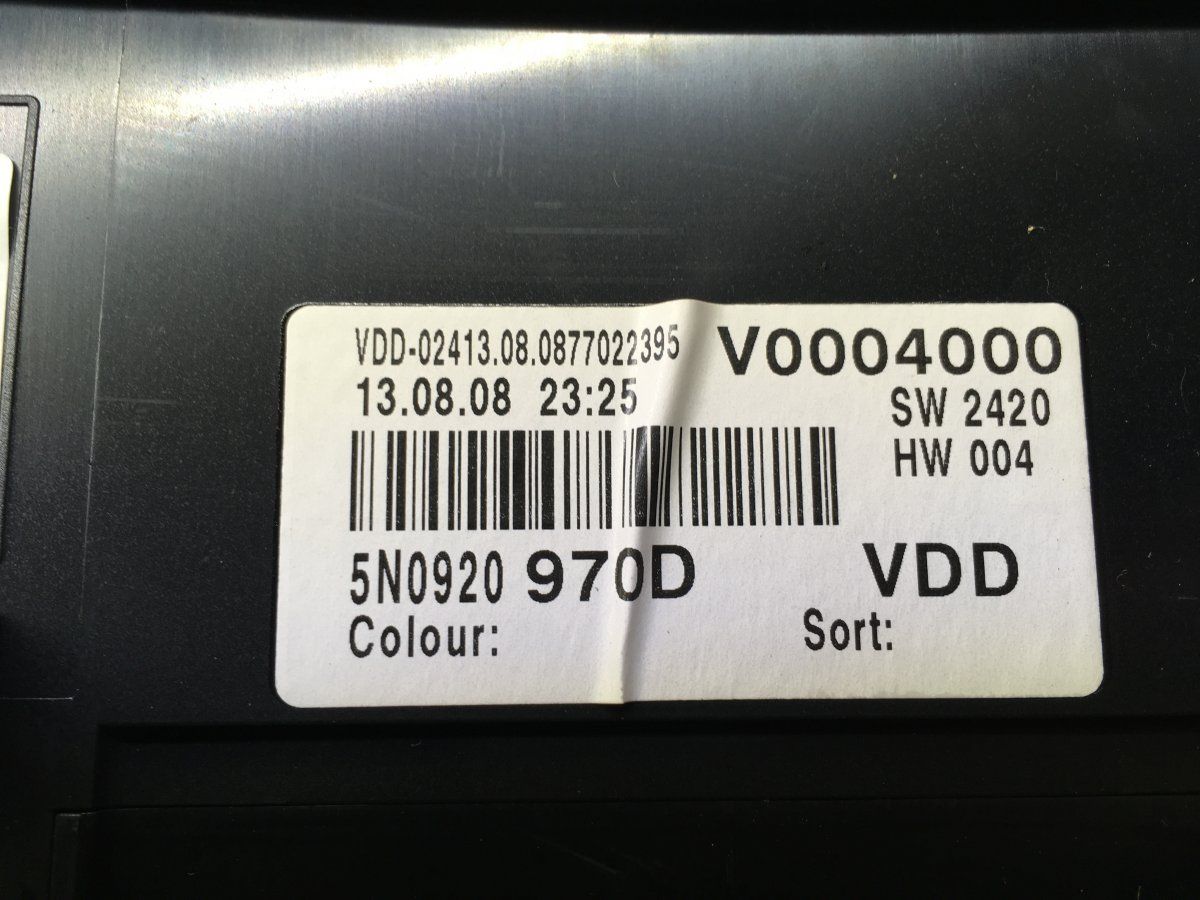 VDD-02413.08.0877022395 V0004000
13.08.08 23:25 SW 2420
HW 004
5N0920 970D VDD
Colour: Sort: